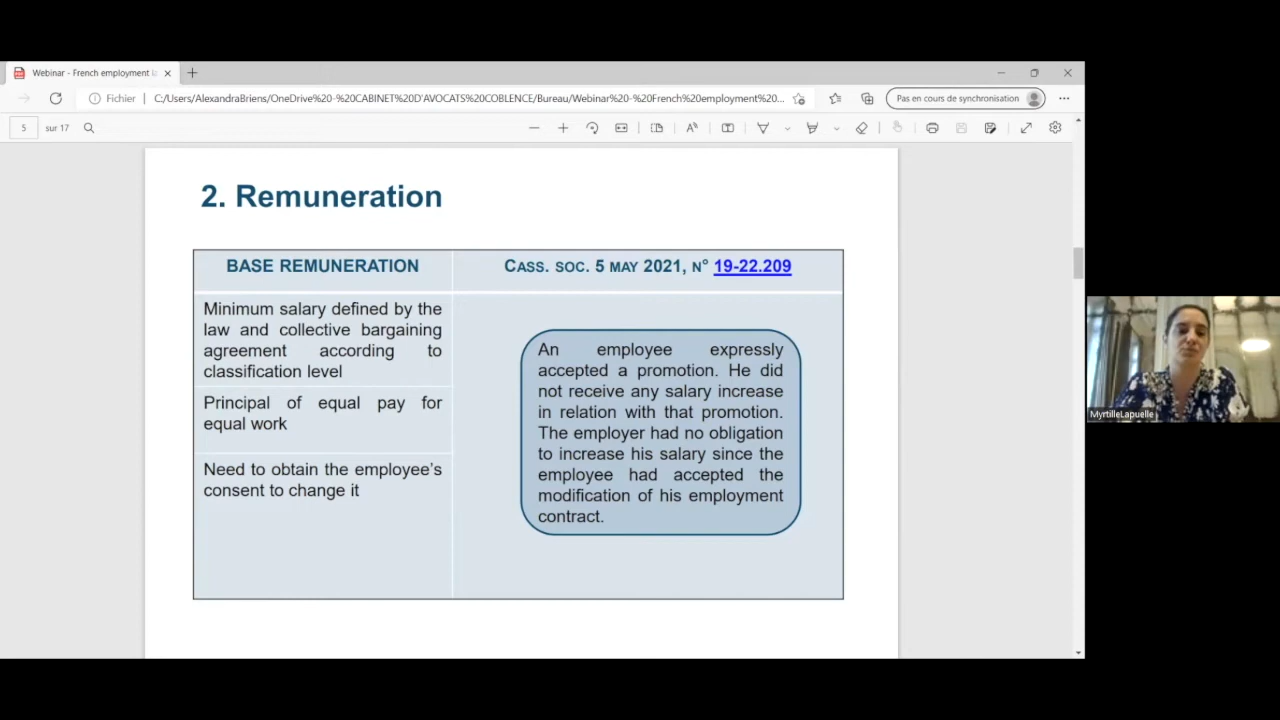 Webinar - French employment l
Fichier
C:/Users/AlexandraBriens/OneDrive%20-%20CABINET%20D'AVOCATS%20COBLENCE/Bureau/Webinar%20-%20French%20employment%20...
Pas en cours de synchronisation
5 sur 17
2. Remuneration
BASE REMUNERATION
CASS. SOC. 5 MAY 2021, N° 19-22.209
Minimum salary defined by the
law and collective bargaining
agreement according to
classification level
Principal of equal pay for
equal work
Need to obtain the employee's
consent to change it
An employee expressly
accepted a promotion. He did
not receive any salary increase
in relation with that promotion.
The employer had no obligation
to increase his salary since the
employee had accepted the
modification of his employment
contract.
MyrtilleLapuelle